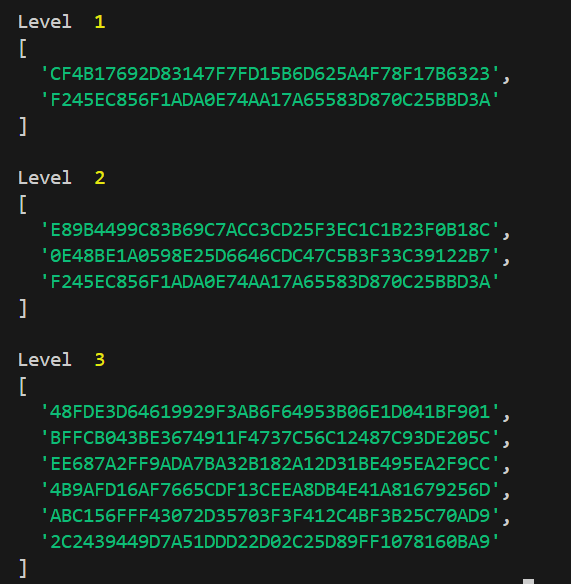 Level  1
[
  'CF4B17692D83147F7FD15B6D625A4F78F17B6323',
  'F245EC856F1ADA0E74AA17A65583D870C25BBD3A'
]
Level  2
[
  'E89B4499C83B69C7ACC3CD25F3EC1C1B23F0B18C',
  '0E48BE1A0598E25D6646CDC47C5B3F33C39122B7',
  'F245EC856F1ADA0E74AA17A65583D870C25BBD3A'
]
Level  3
[
  '48FDE3D64619929F3AB6F64953B06E1D041BF901',
  'BFFCB043BE3674911F4737C56C12487C93DE205C',
  'EE687A2FF9ADA7BA32B182A12D31BE495EA2F9CC',
  '4B9AFD16AF7665CDF13CEEA8DB4E41A81679256D',
  'ABC156FFF43072D35703F3F412C4BF3B25C70AD9',
  '2C2439449D7A51DDD22D02C25D89FF1078160BA9'
]